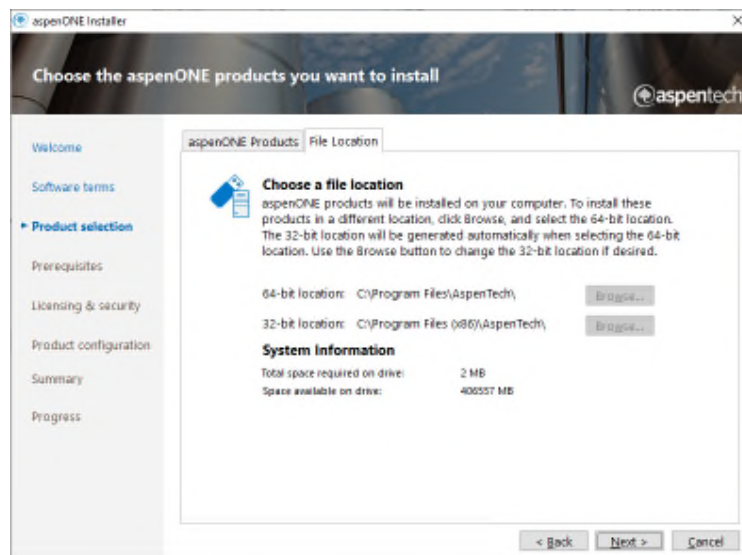 aspenONE Installer
Choose the aspenONE products you want to install
aspentech
Welcome
Software terms
Product selection
Prerequisites
Licensing & security
Product configuration
Summary
Progress
aspenONE Products
File Location
Choose a file location
aspenONE products will be installed on your computer. To install these
products in a different location, click Browse, and select the 64-bit location.
The 32-bit location will be generated automatically when selecting the 64-bit
location. Use the Browse button to change the 32-bit location if desired.
64-bit location: C:\Program Files\AspenTech\
Browse...
32-bit location: C:\Program Files (x86)\AspenTech\
Browse...
System Information
Total space required on drive: 2 MB
Space available on drive: 406557 MB
< Back
Next >
Cancel